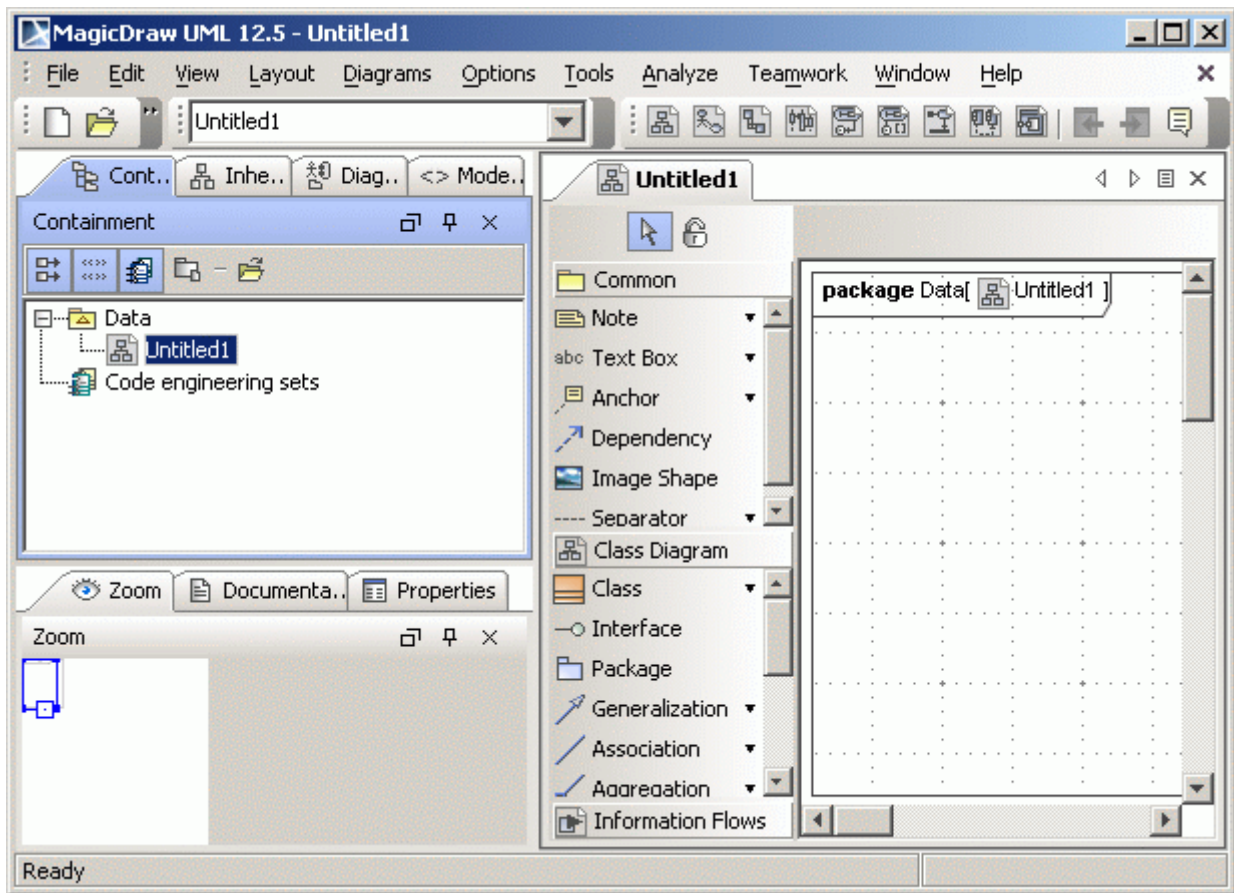 MagicDraw UML 12.5 - Untitled1
File Edit View Layout Diagrams Options Tools Analyze Teamwork Window Help
Untitled1
Cont.. Inhe.. Diag.. <> Mode..
Containment
Data
Untitled1
Code engineering sets
Zoom Documenta.. Properties
Zoom
Untitled1
Common
Note
abc Text Box
Anchor
Dependency
Image Shape
---- Separator
Class Diagram
Class
Interface
Package
Generalization
Association
Aggregation
Information Flows
package Data[ Untitled1 ]
Ready